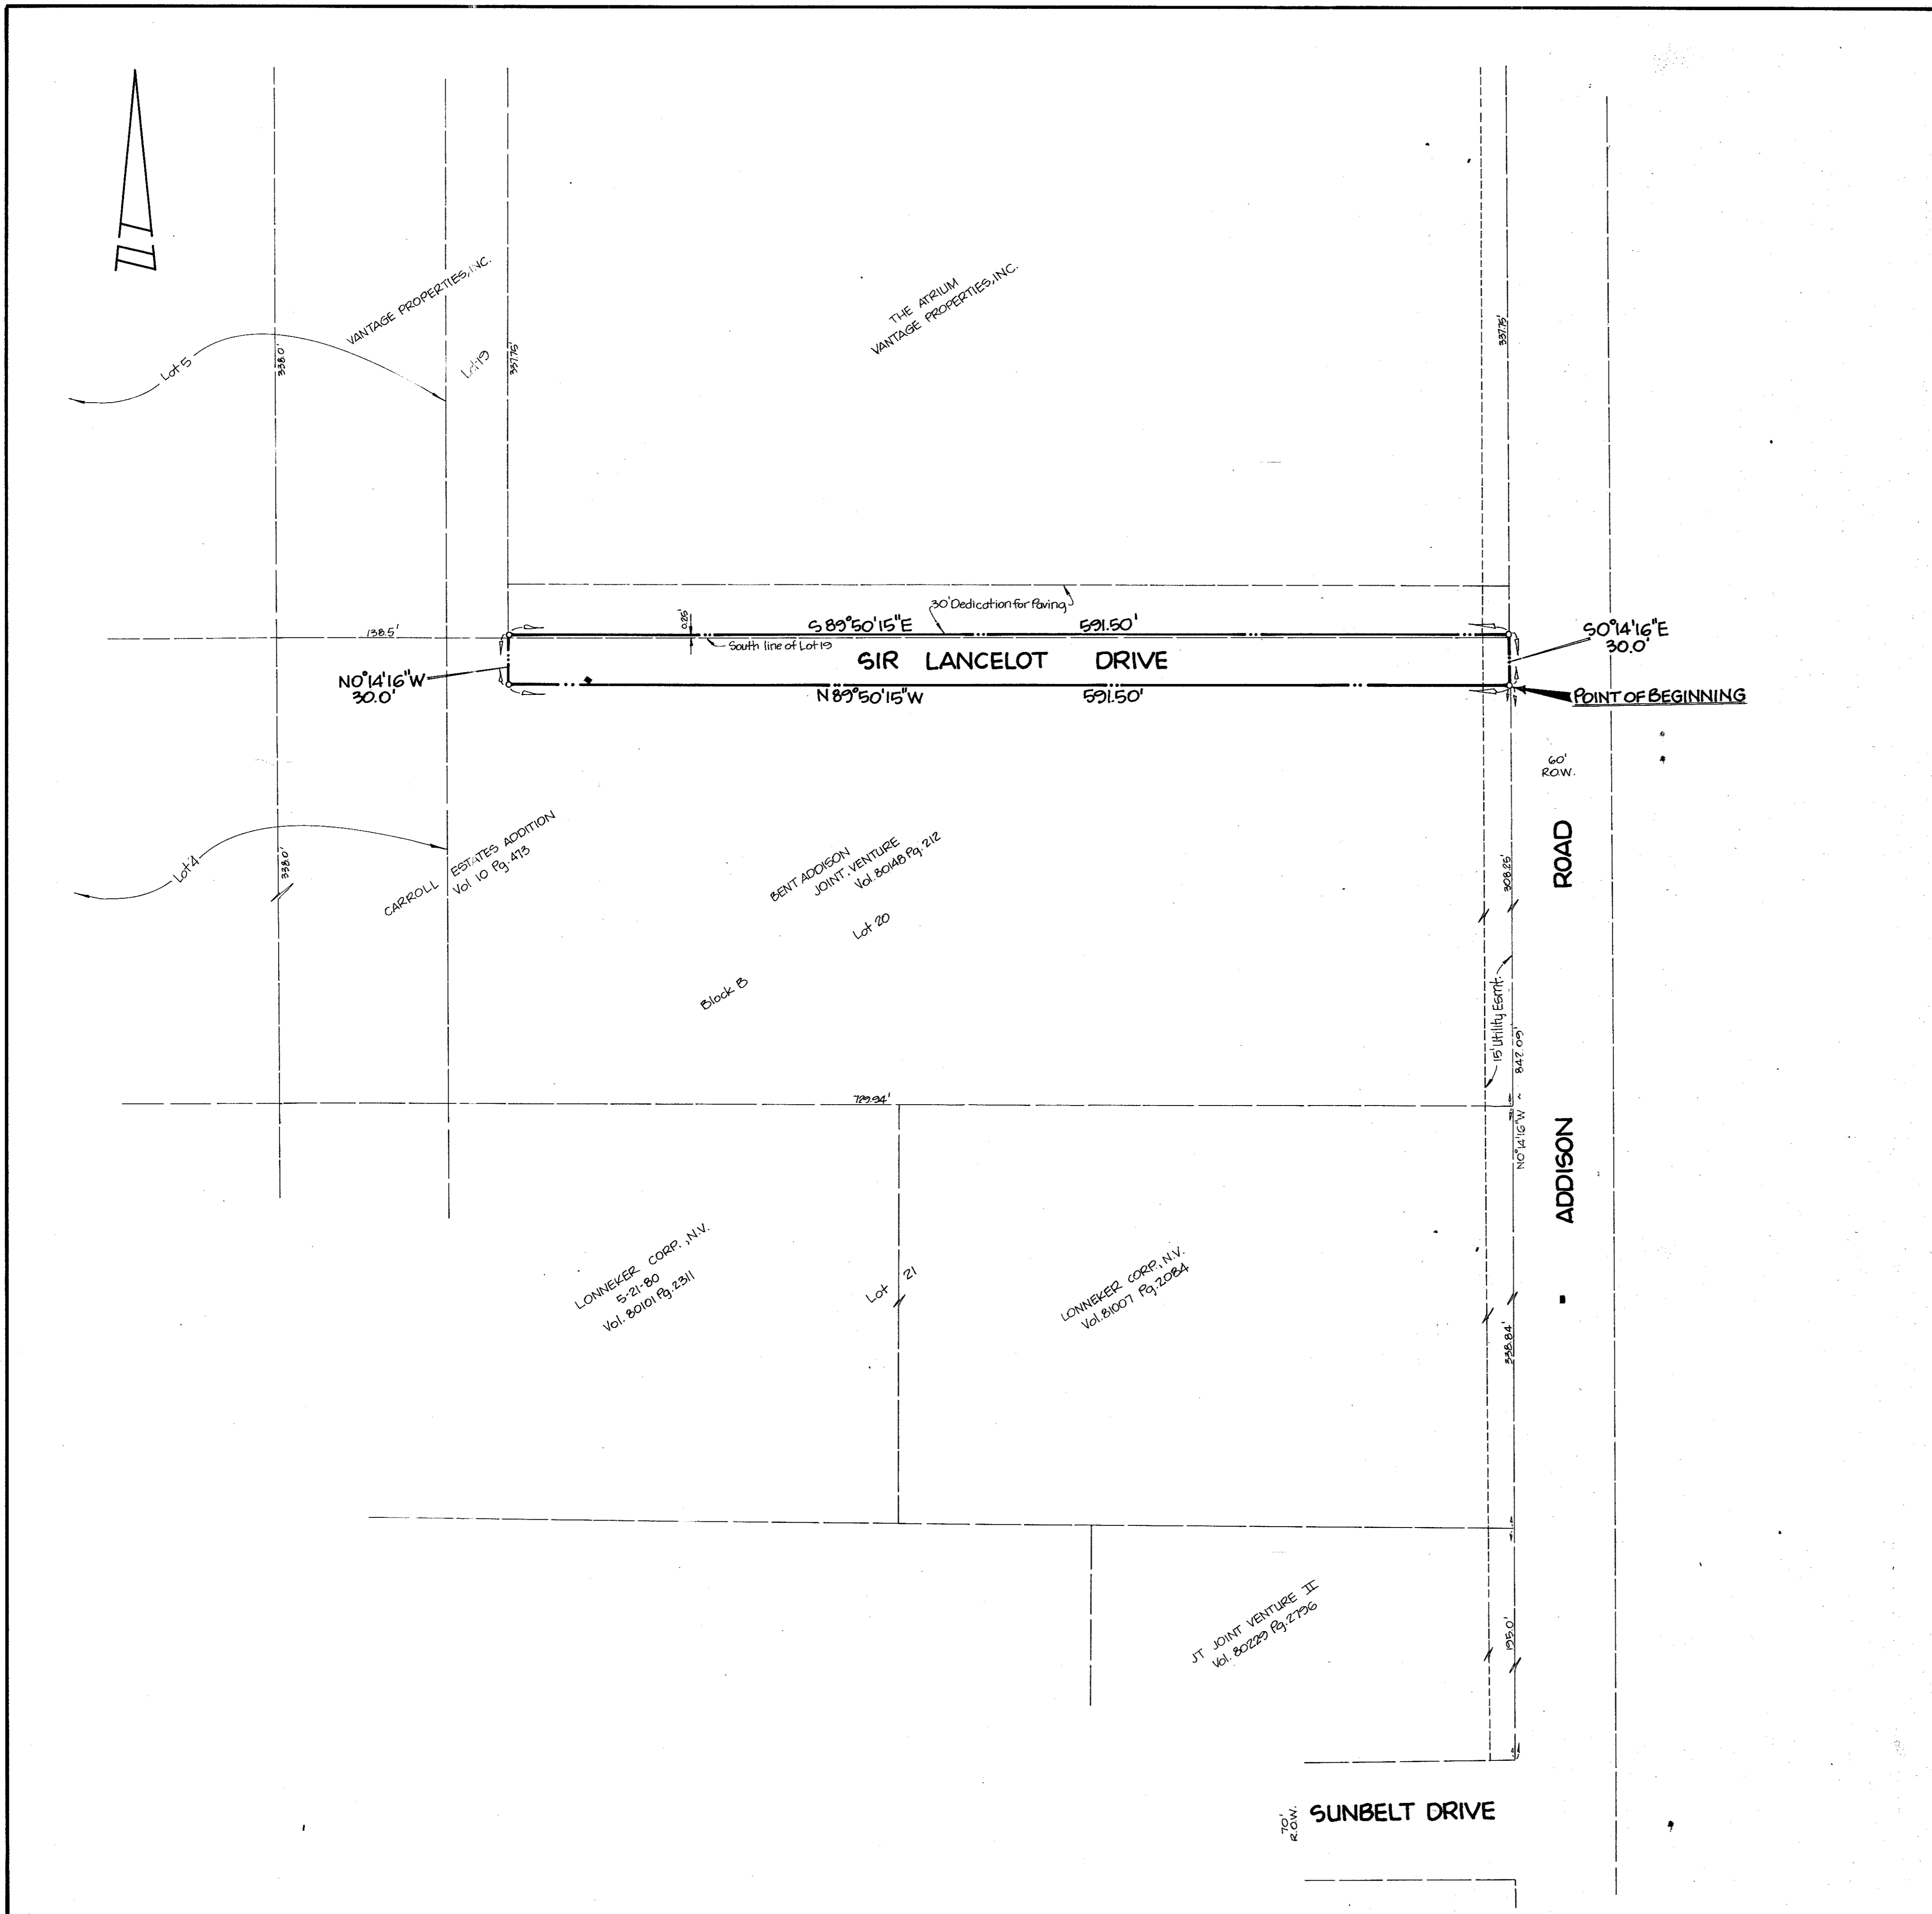 VANTAGE PROPERTIES, INC.
THE ATRIUM
VANTAGE PROPERTIES, INC.
Lot 5
338.0'
Lot 19
337.75'
337.75'
30' Dedication for Paving
138.5'
0.25'
S 89°50'15"E 591.50'
South line of Lot 19
SIR LANCELOT DRIVE
S0°14'16"E
30.0'
N0°14'16"W
30.0'
N 89°50'15"W 591.50'
POINT OF BEGINNING
60'
R.O.W.
Lot 4
338.0'
CARROLL ESTATES ADDITION
Vol 10 Pg. 473
BENT ADDISON
JOINT VENTURE
Vol. 80148 Pg. 212
Lot 20
Block B
308.25'
15' Utility Esmt.
N0°14'16"W ~ 842.09'
ADDISON ROAD
729.94'
LONNEKER CORP., N.V.
5-21-80
Vol. 80101 Pg. 2311
Lot 21
LONNEKER CORP., N.V.
Vol. 81007 Pg. 2084
338.84'
JT JOINT VENTURE II
Vol. 80229 Pg. 2796
195.0'
70'
R.O.W.
SUNBELT DRIVE